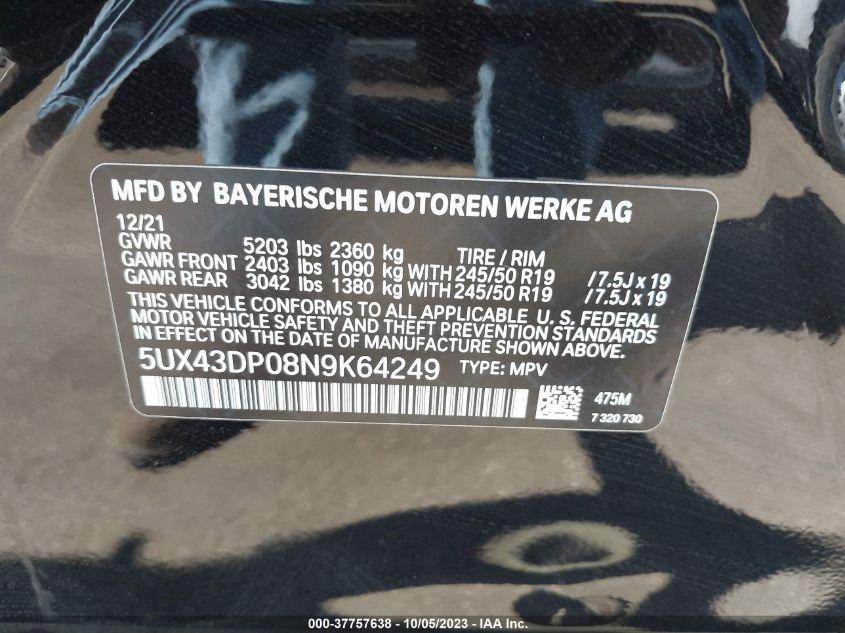 MFD BY BAYERISCHE MOTOREN WERKE AG
12/21
GVWR 5203 lbs 2360 kg TIRE / RIM
GAWR FRONT 2403 lbs 1090 kg WITH 245/50 R19 / 7.5J x 19
GAWR REAR 3042 lbs 1380 kg WITH 245/50 R19 / 7.5J x 19
THIS VEHICLE CONFORMS TO ALL APPLICABLE U. S. FEDERAL
MOTOR VEHICLE SAFETY AND THEFT PREVENTION STANDARDS
IN EFFECT ON THE DATE OF MANUFACTURE SHOWN ABOVE.
5UX43DP08N9K64249 TYPE: MPV
475M
7 320 730
000-37757638 - 10/05/2023 - IAA Inc.